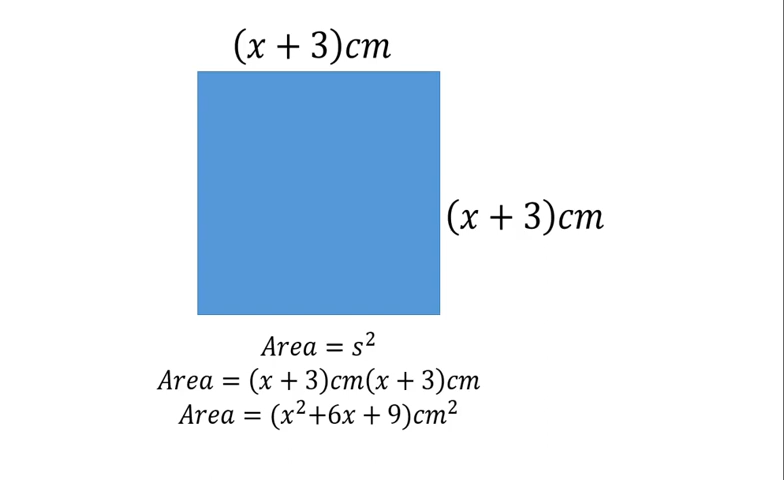 (x + 3)cm
(x + 3)cm
Area = s²
Area = (x + 3)cm(x + 3)cm
Area = (x²+6x + 9)cm²